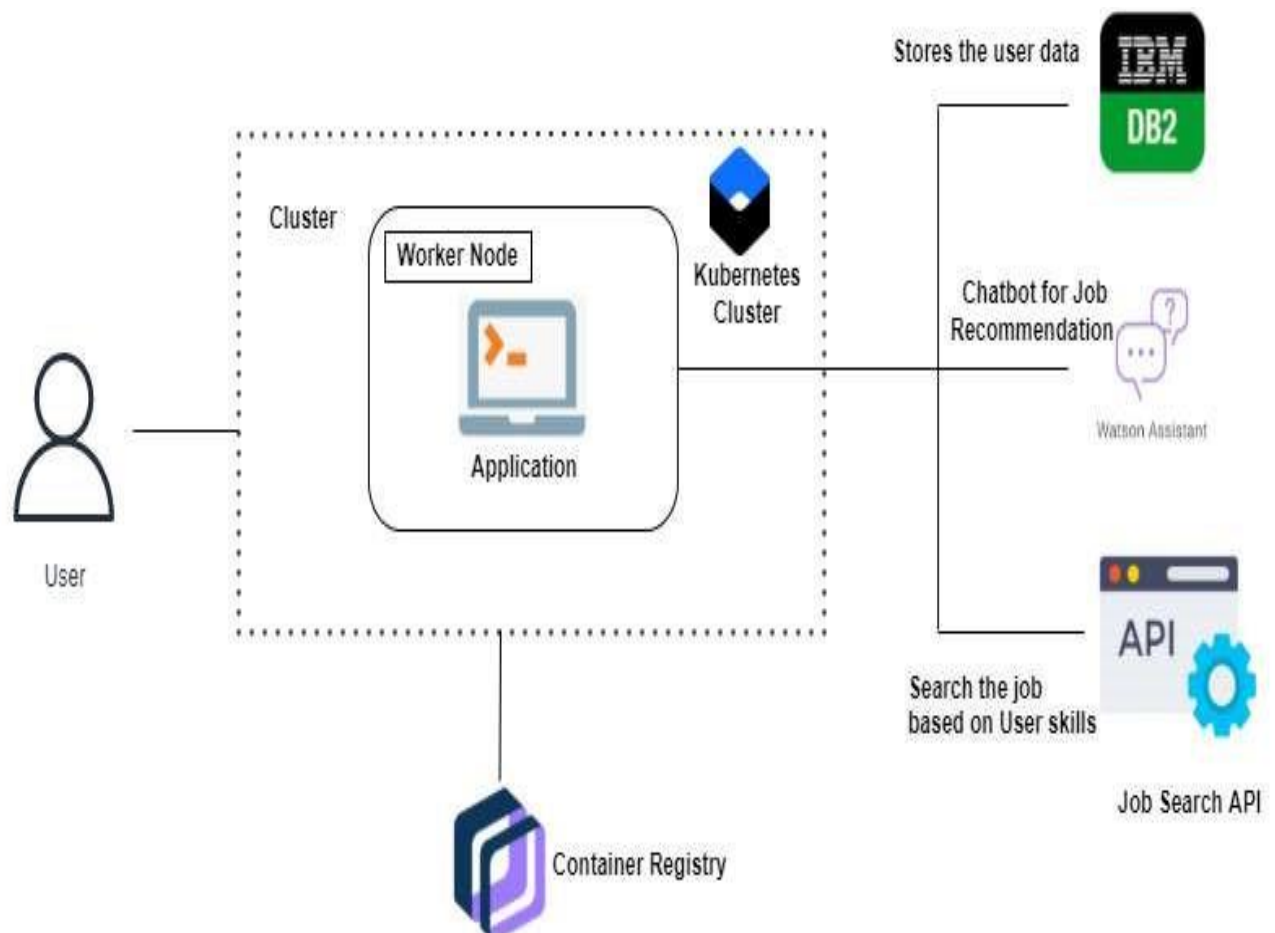 Stores the user data
IBM
DB2
Cluster
Worker Node
Kubernetes
Cluster
Application
Chatbot for Job
Recommendation
?
...
Watson Assistant
User
API
Search the job
based on User skills
Job Search API
Container Registry